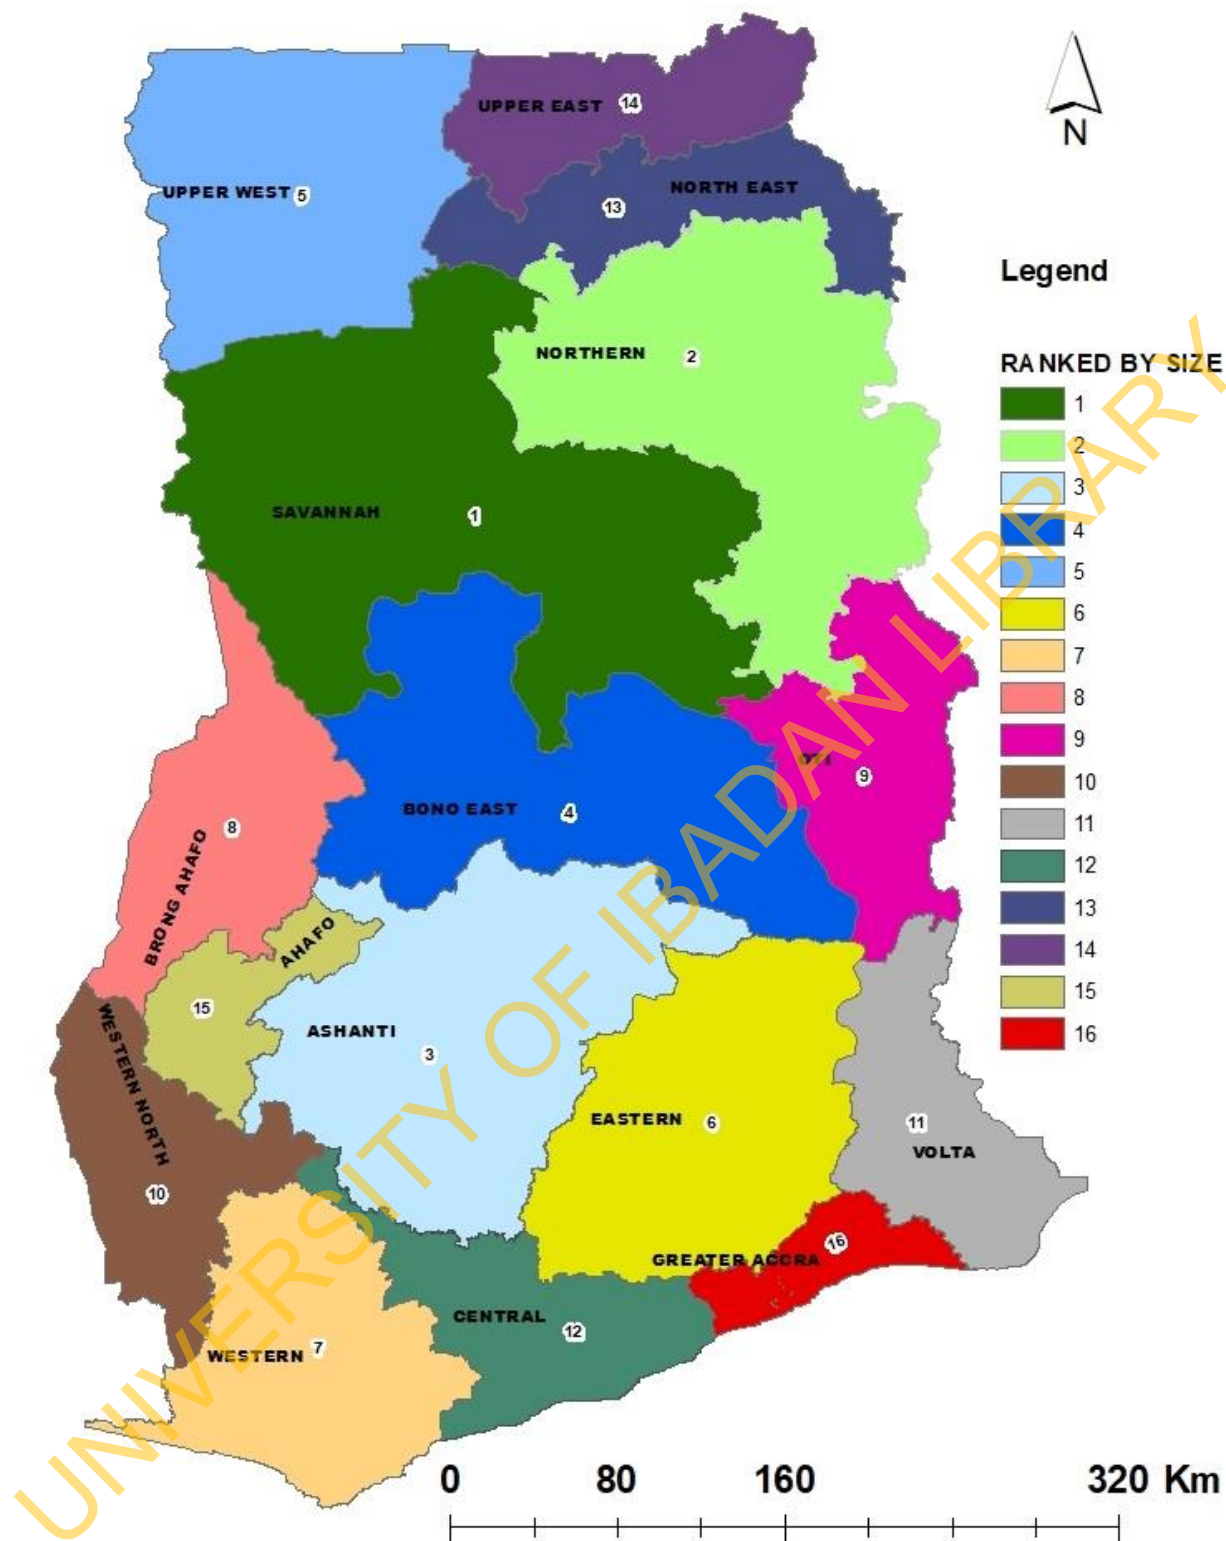 UPPER EAST 14
N
UPPER WEST 5
NORTH EAST
13
Legend
NORTHERN 2
RANKED BY SIZE
1
2
3
4
5
6
7
8
9
10
11
12
13
14
15
16
SAVANNAH 1
OTI
9
BONO EAST 4
8
BRONG AHAFO
AHAFO
15
WESTERN NORTH
ASHANTI
3
EASTERN 6
11
VOLTA
10
GREATER ACCRA 16
CENTRAL
12
WESTERN 7
0 80 160 320 Km
UNIVERSITY OF IBADAN LIBRARY